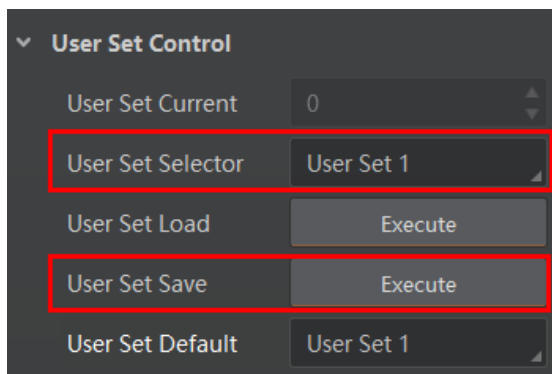 User Set Control
User Set Current 0
User Set Selector User Set 1
User Set Load Execute
User Set Save Execute
User Set Default User Set 1